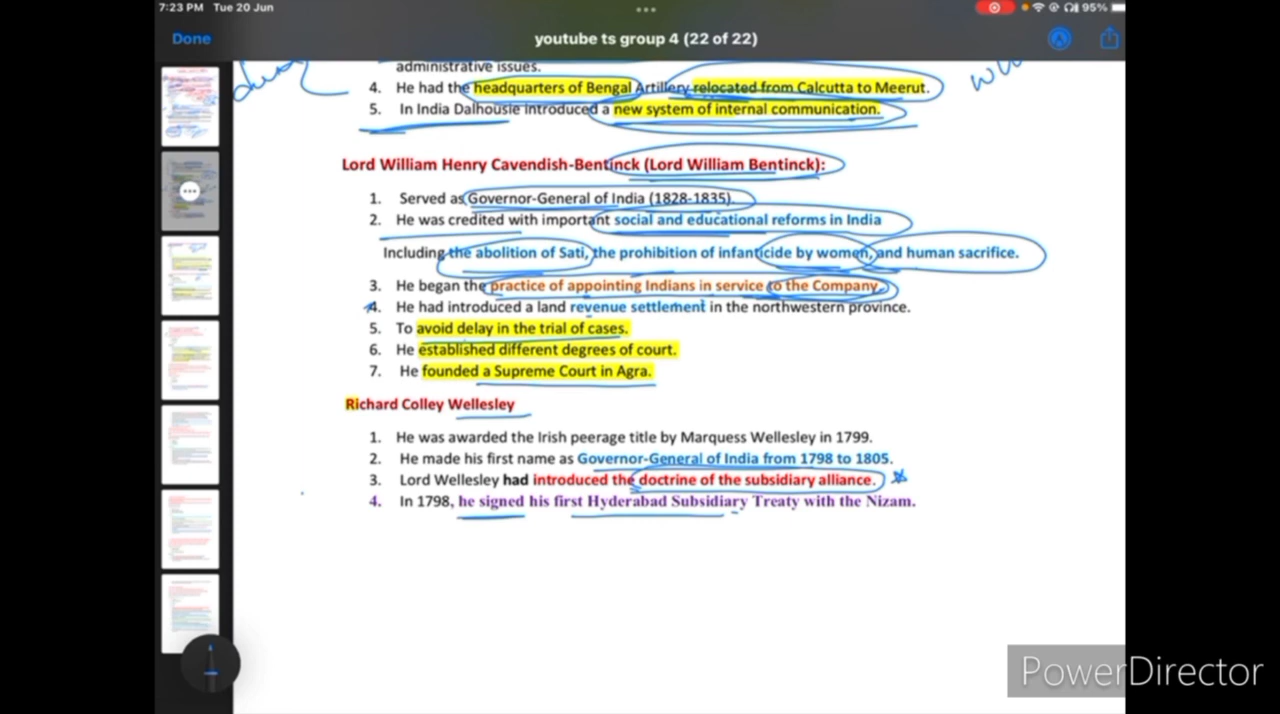 7:23 PM Tue 20 Jun
95%
Done
youtube ts group 4 (22 of 22)
administrative issues.
4. He had the headquarters of Bengal Artillery relocated from Calcutta to Meerut.
5. In India Dalhousie introduced a new system of internal communication.
Lord William Henry Cavendish-Bentinck (Lord William Bentinck):
1. Served as Governor-General of India (1828-1835).
2. He was credited with important social and educational reforms in India
Including the abolition of Sati, the prohibition of infanticide by women, and human sacrifice.
3. He began the practice of appointing Indians in service to the Company.
4. He had introduced a land revenue settlement in the northwestern province.
5. To avoid delay in the trial of cases.
6. He established different degrees of court.
7. He founded a Supreme Court in Agra.
Richard Colley Wellesley
1. He was awarded the Irish peerage title by Marquess Wellesley in 1799.
2. He made his first name as Governor-General of India from 1798 to 1805.
3. Lord Wellesley had introduced the doctrine of the subsidiary alliance.
4. In 1798, he signed his first Hyderabad Subsidiary Treaty with the Nizam.
PowerDirector